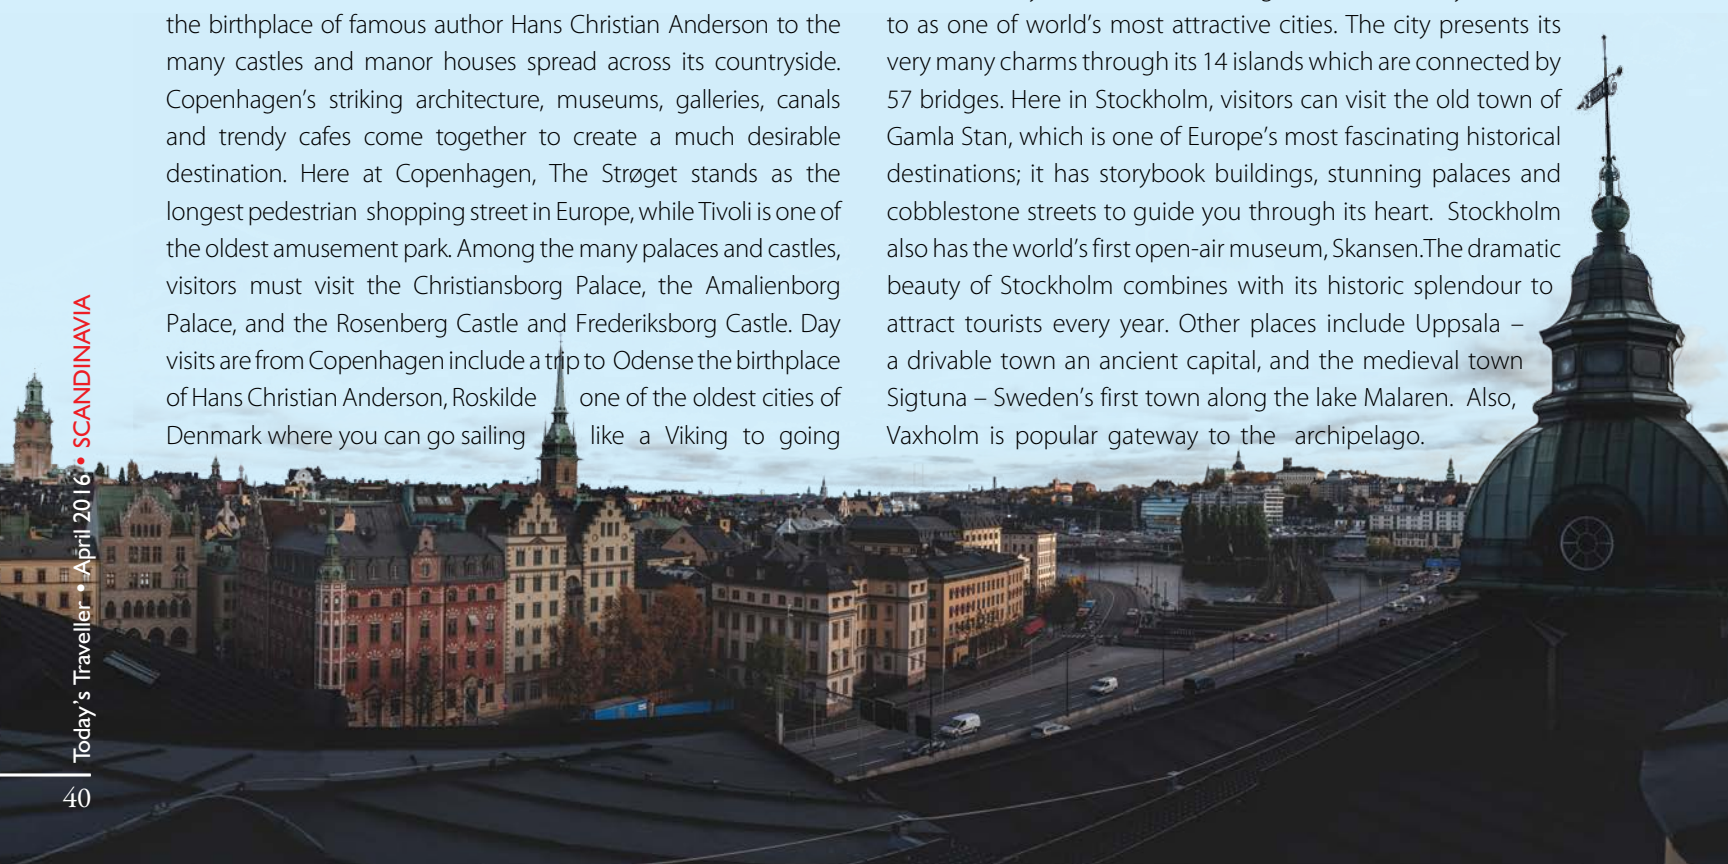 the birthplace of famous author Hans Christian Anderson to the
many castles and manor houses spread across its countryside.
Copenhagen's striking architecture, museums, galleries, canals
and trendy cafes come together to create a much desirable
destination. Here at Copenhagen, The Strøget stands as the
longest pedestrian shopping street in Europe, while Tivoli is one of
the oldest amusement park. Among the many palaces and castles,
visitors must visit the Christiansborg Palace, the Amalienborg
Palace, and the Rosenberg Castle and Frederiksborg Castle. Day
visits are from Copenhagen include a trip to Odense the birthplace
of Hans Christian Anderson, Roskilde one of the oldest cities of
Denmark where you can go sailing like a Viking to going
to as one of world's most attractive cities. The city presents its
very many charms through its 14 islands which are connected by
57 bridges. Here in Stockholm, visitors can visit the old town of
Gamla Stan, which is one of Europe's most fascinating historical
destinations; it has storybook buildings, stunning palaces and
cobblestone streets to guide you through its heart. Stockholm
also has the world's first open-air museum, Skansen.The dramatic
beauty of Stockholm combines with its historic splendour to
attract tourists every year. Other places include Uppsala –
a drivable town an ancient capital, and the medieval town
Sigtuna – Sweden's first town along the lake Malaren. Also,
Vaxholm is popular gateway to the archipelago.
Today's Traveller • April 2016 • SCANDINAVIA
40